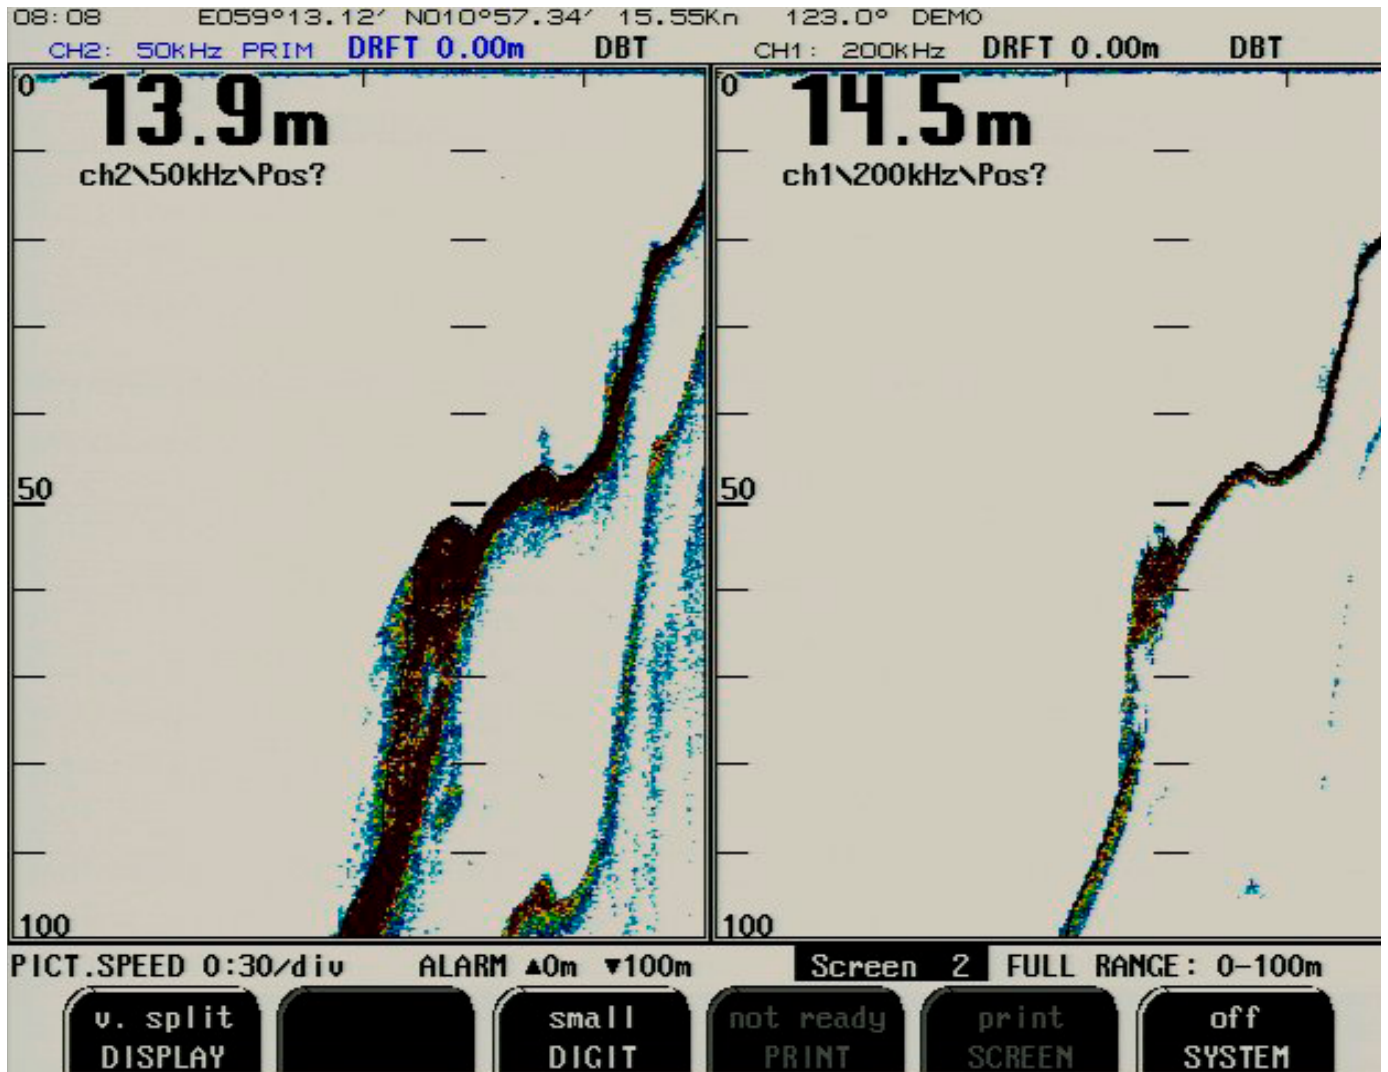 08:08 E059°13.12′ N010°57.34′ 15.55Kn 123.0° DEMO
CH2: 50kHz PRIM DRFT 0.00m DBT
CH1: 200kHz DRFT 0.00m DBT
0
13.9m
ch2\50kHz\Pos?
50
100
0
14.5m
ch1\200kHz\Pos?
50
100
PICT.SPEED 0:30/div ALARM ▲0m ▼100m Screen 2 FULL RANGE: 0-100m
v. split small not ready print off
DISPLAY DIGIT PRINT SCREEN SYSTEM